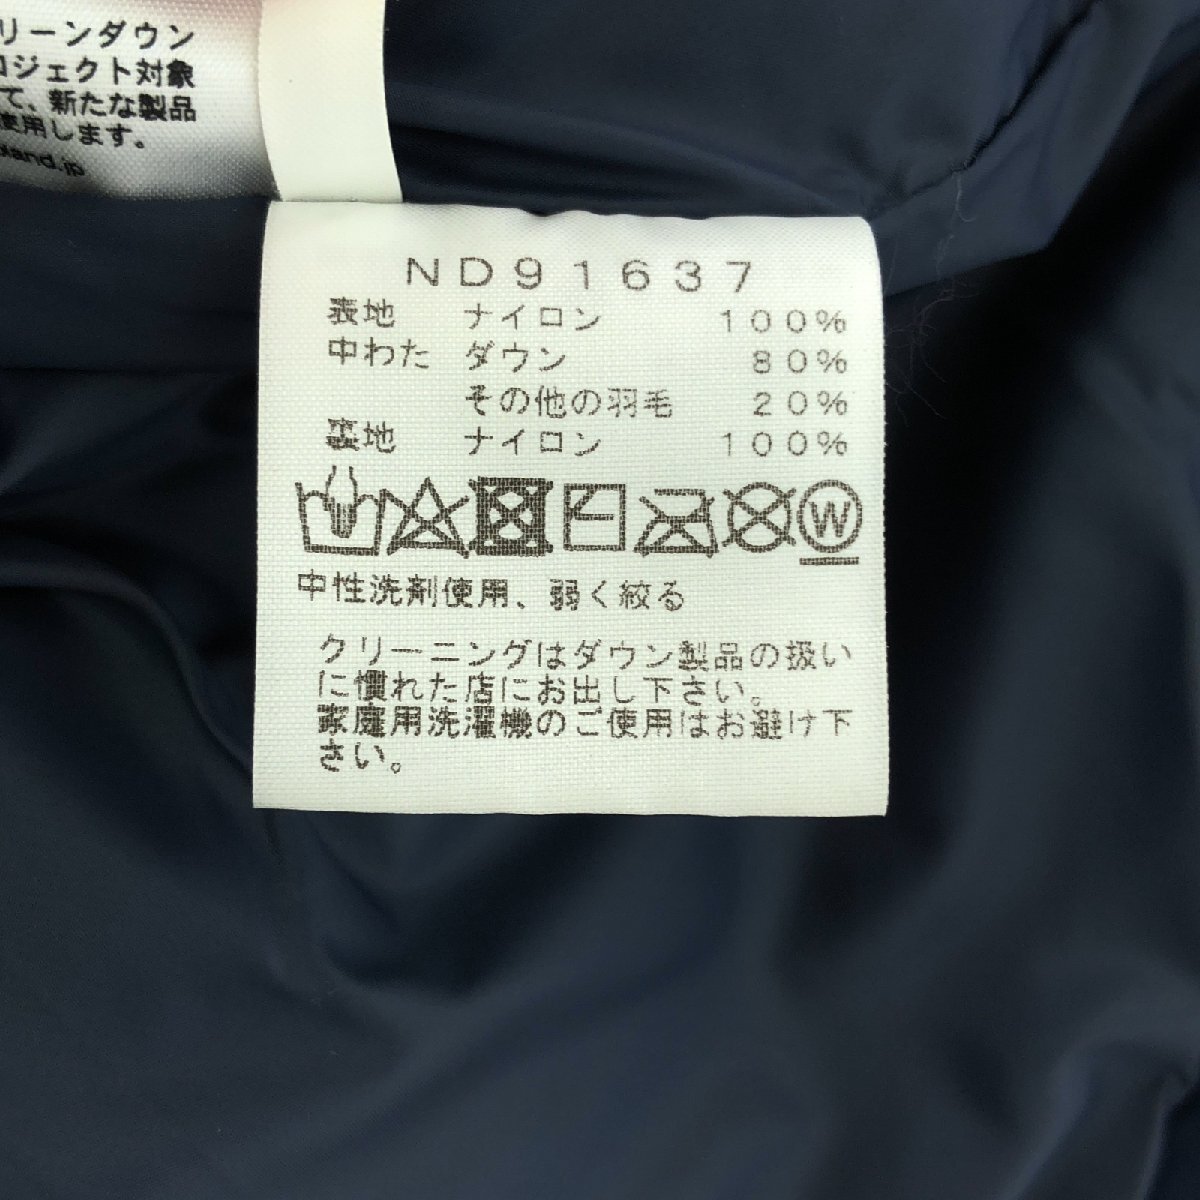 リーンダウン
ロジェクト対象
て、新たな製品
使用します。
land.jp
ND91637
表地 ナイロン 100%
中わた ダウン 80%
その他の羽毛 20%
裏地 ナイロン 100%
W
中性洗剤使用、弱く絞る
クリーニングはダウン製品の扱い
に慣れた店にお出し下さい。
家庭用洗濯機のご使用はお避け下
さい。